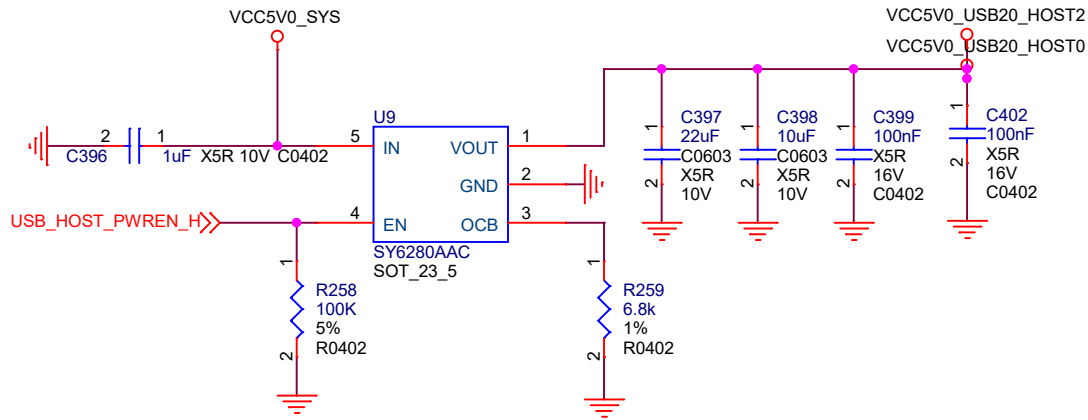 VCC5V0_SYS
VCC5V0_USB20_HOST2
VCC5V0_USB20_HOST0
2
1
C396
1uF
X5R 10V C0402
U9
5
IN
VOUT
1
GND
2
USB_HOST_PWREN_H
4
EN
OCB
3
SY6280AAC
SOT_23_5
1
2
C397
22uF
C0603
X5R
10V
1
2
C398
10uF
C0603
X5R
10V
1
2
C399
100nF
X5R
16V
C0402
1
2
C402
100nF
X5R
16V
C0402
1
2
R258
100K
5%
R0402
1
2
R259
6.8k
1%
R0402